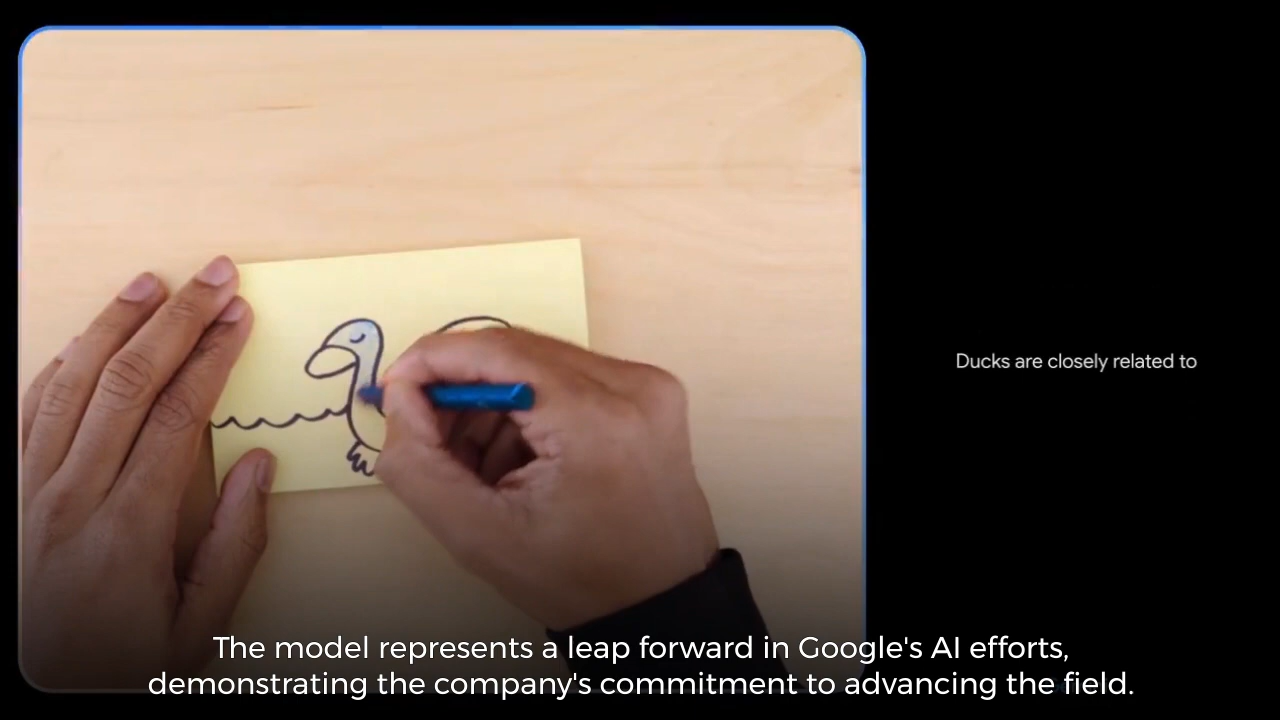 Ducks are closely related to
The model represents a leap forward in Google's AI efforts,
demonstrating the company's commitment to advancing the field.